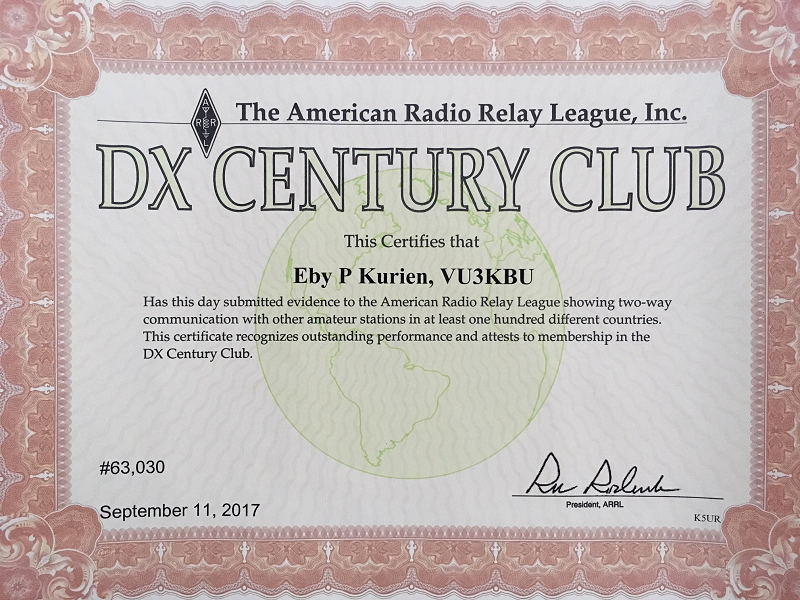 A
R R
L
The American Radio Relay League, Inc.
DX CENTURY CLUB
This Certifies that
Eby P Kurien, VU3KBU
Has this day submitted evidence to the American Radio Relay League showing two-way
communication with other amateur stations in at least one hundred different countries.
This certificate recognizes outstanding performance and attests to membership in the
DX Century Club.
#63,030
September 11, 2017
President, ARRL
K5UR